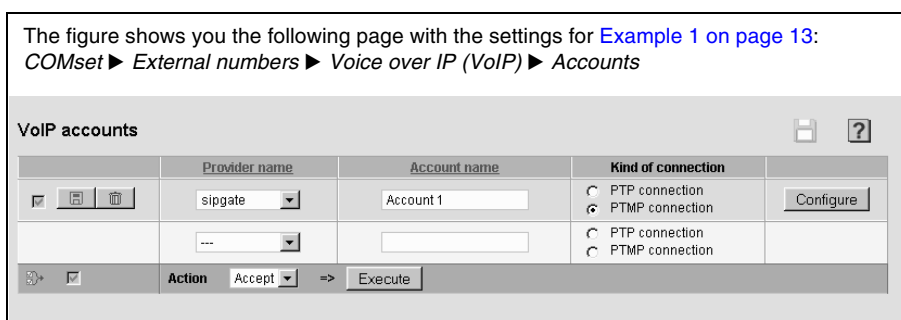 The figure shows you the following page with the settings for Example 1 on page 13:
COMset ▶ External numbers ▶ Voice over IP (VoIP) ▶ Accounts
VoIP accounts
?
Provider name Account name Kind of connection
sipgate Account 1 PTP connection
PTMP connection
Configure
--- PTP connection
PTMP connection
Action Accept => Execute